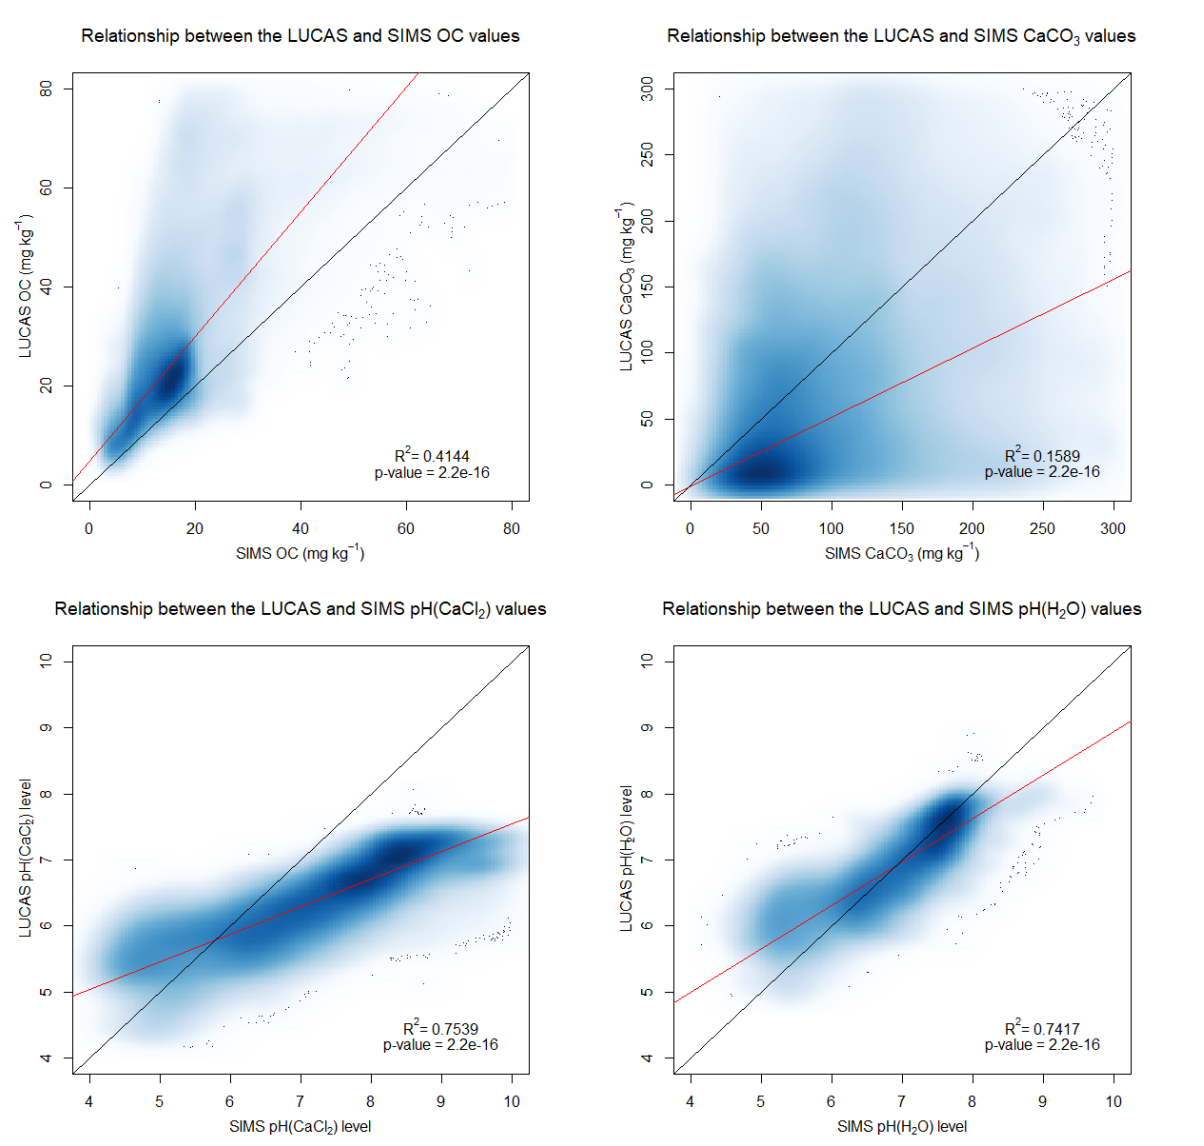 Relationship between the LUCAS and SIMS OC values
LUCAS OC (mg kg⁻¹)
80
60
40
20
0
R²= 0.4144
p-value = 2.2e-16
0 20 40 60 80
SIMS OC (mg kg⁻¹)
Relationship between the LUCAS and SIMS CaCO₃ values
LUCAS CaCO₃ (mg kg⁻¹)
300
250
200
150
100
50
0
R²= 0.1589
p-value = 2.2e-16
0 50 100 150 200 250 300
SIMS CaCO₃ (mg kg⁻¹)
Relationship between the LUCAS and SIMS pH(CaCl₂) values
LUCAS pH(CaCl₂) level
10
9
8
7
6
5
4
R²= 0.7539
p-value = 2.2e-16
4 5 6 7 8 9 10
SIMS pH(CaCl₂) level
Relationship between the LUCAS and SIMS pH(H₂O) values
LUCAS pH(H₂O) level
10
9
8
7
6
5
4
R²= 0.7417
p-value = 2.2e-16
4 5 6 7 8 9 10
SIMS pH(H₂O) level